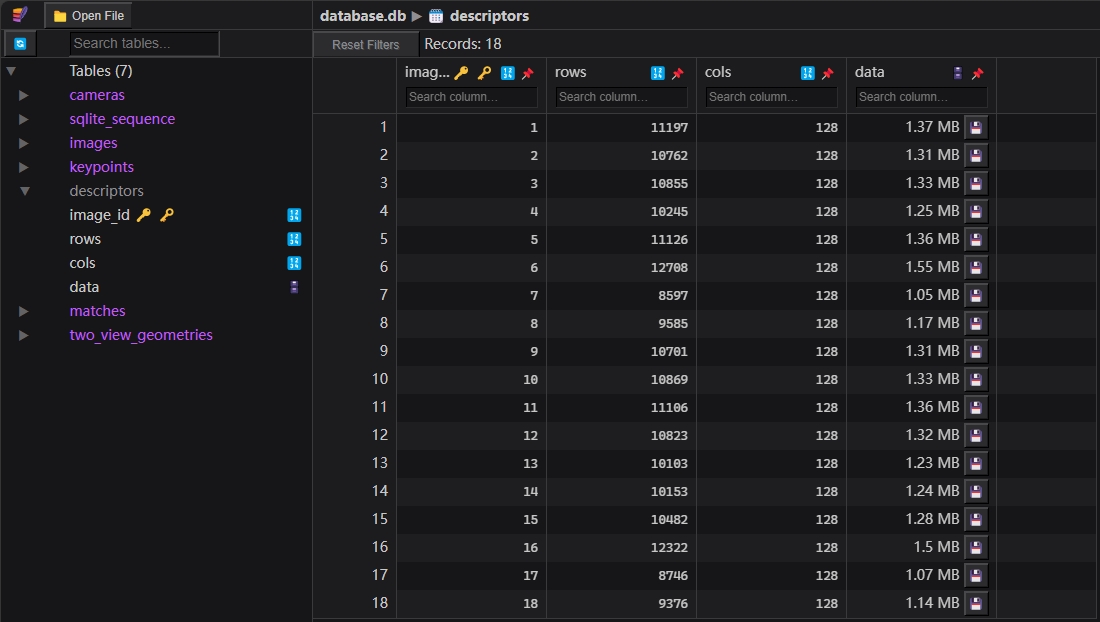 Open File
database.db ▶ descriptors
Search tables...
Reset Filters Records: 18
Tables (7)
cameras
sqlite_sequence
images
keypoints
descriptors
image_id
rows
cols
data
matches
two_view_geometries
imag... rows cols data
Search column... Search column... Search column... Search column...
1 1 11197 128 1.37 MB
2 2 10762 128 1.31 MB
3 3 10855 128 1.33 MB
4 4 10245 128 1.25 MB
5 5 11126 128 1.36 MB
6 6 12708 128 1.55 MB
7 7 8597 128 1.05 MB
8 8 9585 128 1.17 MB
9 9 10701 128 1.31 MB
10 10 10869 128 1.33 MB
11 11 11106 128 1.36 MB
12 12 10823 128 1.32 MB
13 13 10103 128 1.23 MB
14 14 10153 128 1.24 MB
15 15 10482 128 1.28 MB
16 16 12322 128 1.5 MB
17 17 8746 128 1.07 MB
18 18 9376 128 1.14 MB